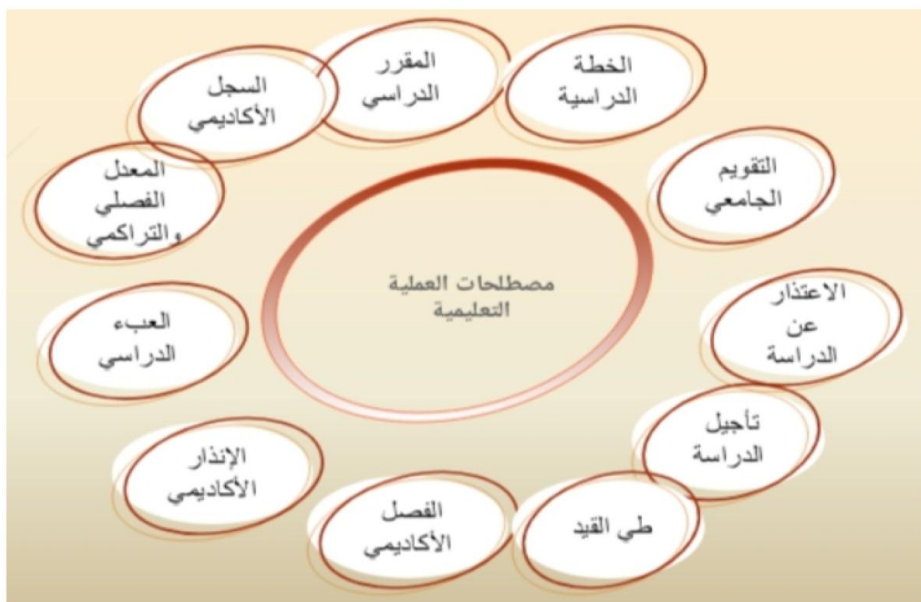 مصطلحات العملية
التعليمية
الخطة
الدراسية
التقويم
الجامعي
الاعتذار
عن
الدراسة
تأجيل
الدراسة
طي القيد
الفصل
الأكاديمي
الإنذار
الأكاديمي
العبء
الدراسي
المعدل
الفصلي
والتراكمي
السجل
الأكاديمي
المقرر
الدراسي